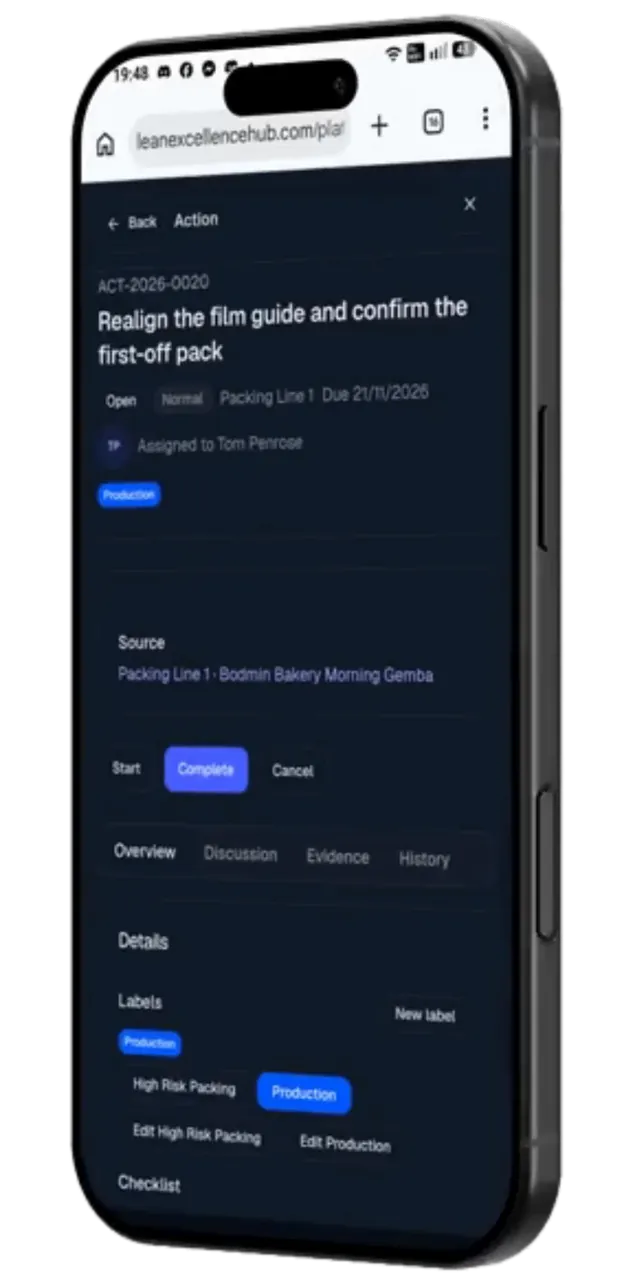 19:48
leanexcellencehub.com/plat
16
Back Action
ACT-2026-0020
Realign the film guide and confirm the
first-off pack
Open Normal Packing Line 1 Due 21/11/2026
TP Assigned to Tom Penrose
Production
Source
Packing Line 1 · Bodmin Bakery Morning Gemba
Start Complete Cancel
Overview Discussion Evidence History
Details
Labels New label
Production
High Risk Packing Production
Edit High Risk Packing Edit Production
Checklist